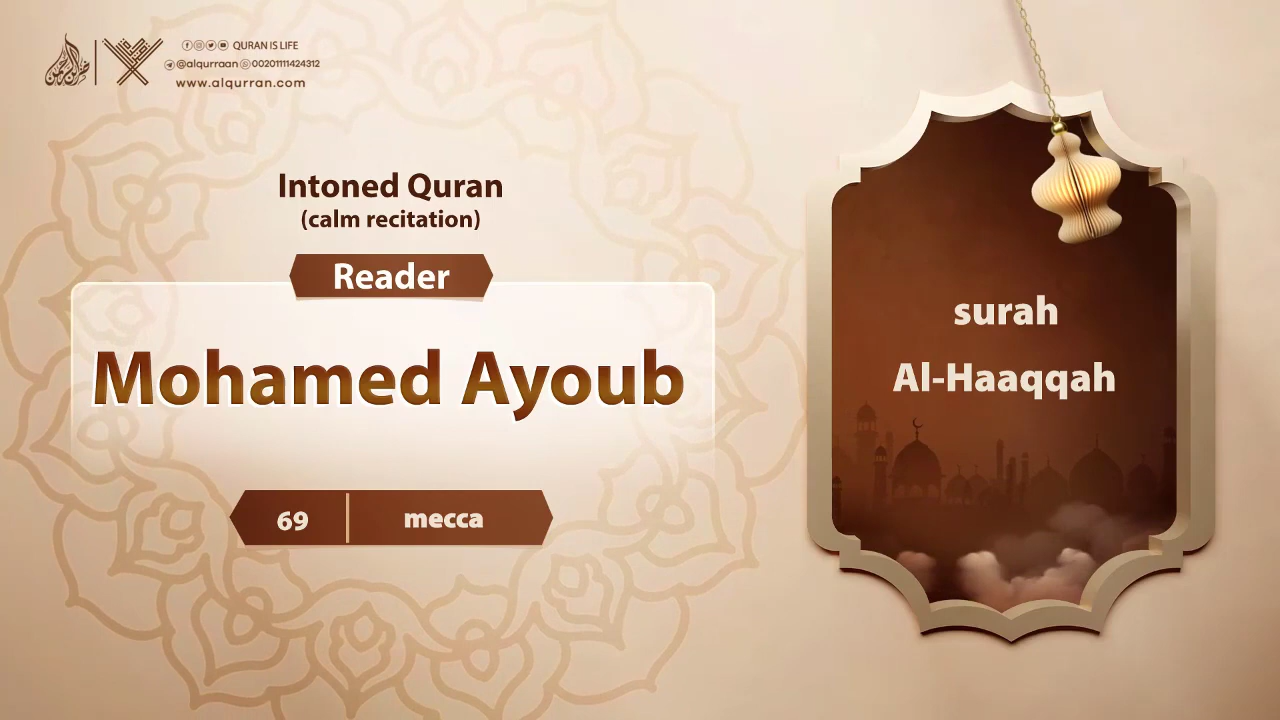 QURAN IS LIFE
@alqurraan 00201111424312
www.alqurran.com
Intoned Quran
(calm recitation)
Reader
Mohamed Ayoub
69 mecca
surah
Al-Haaqqah